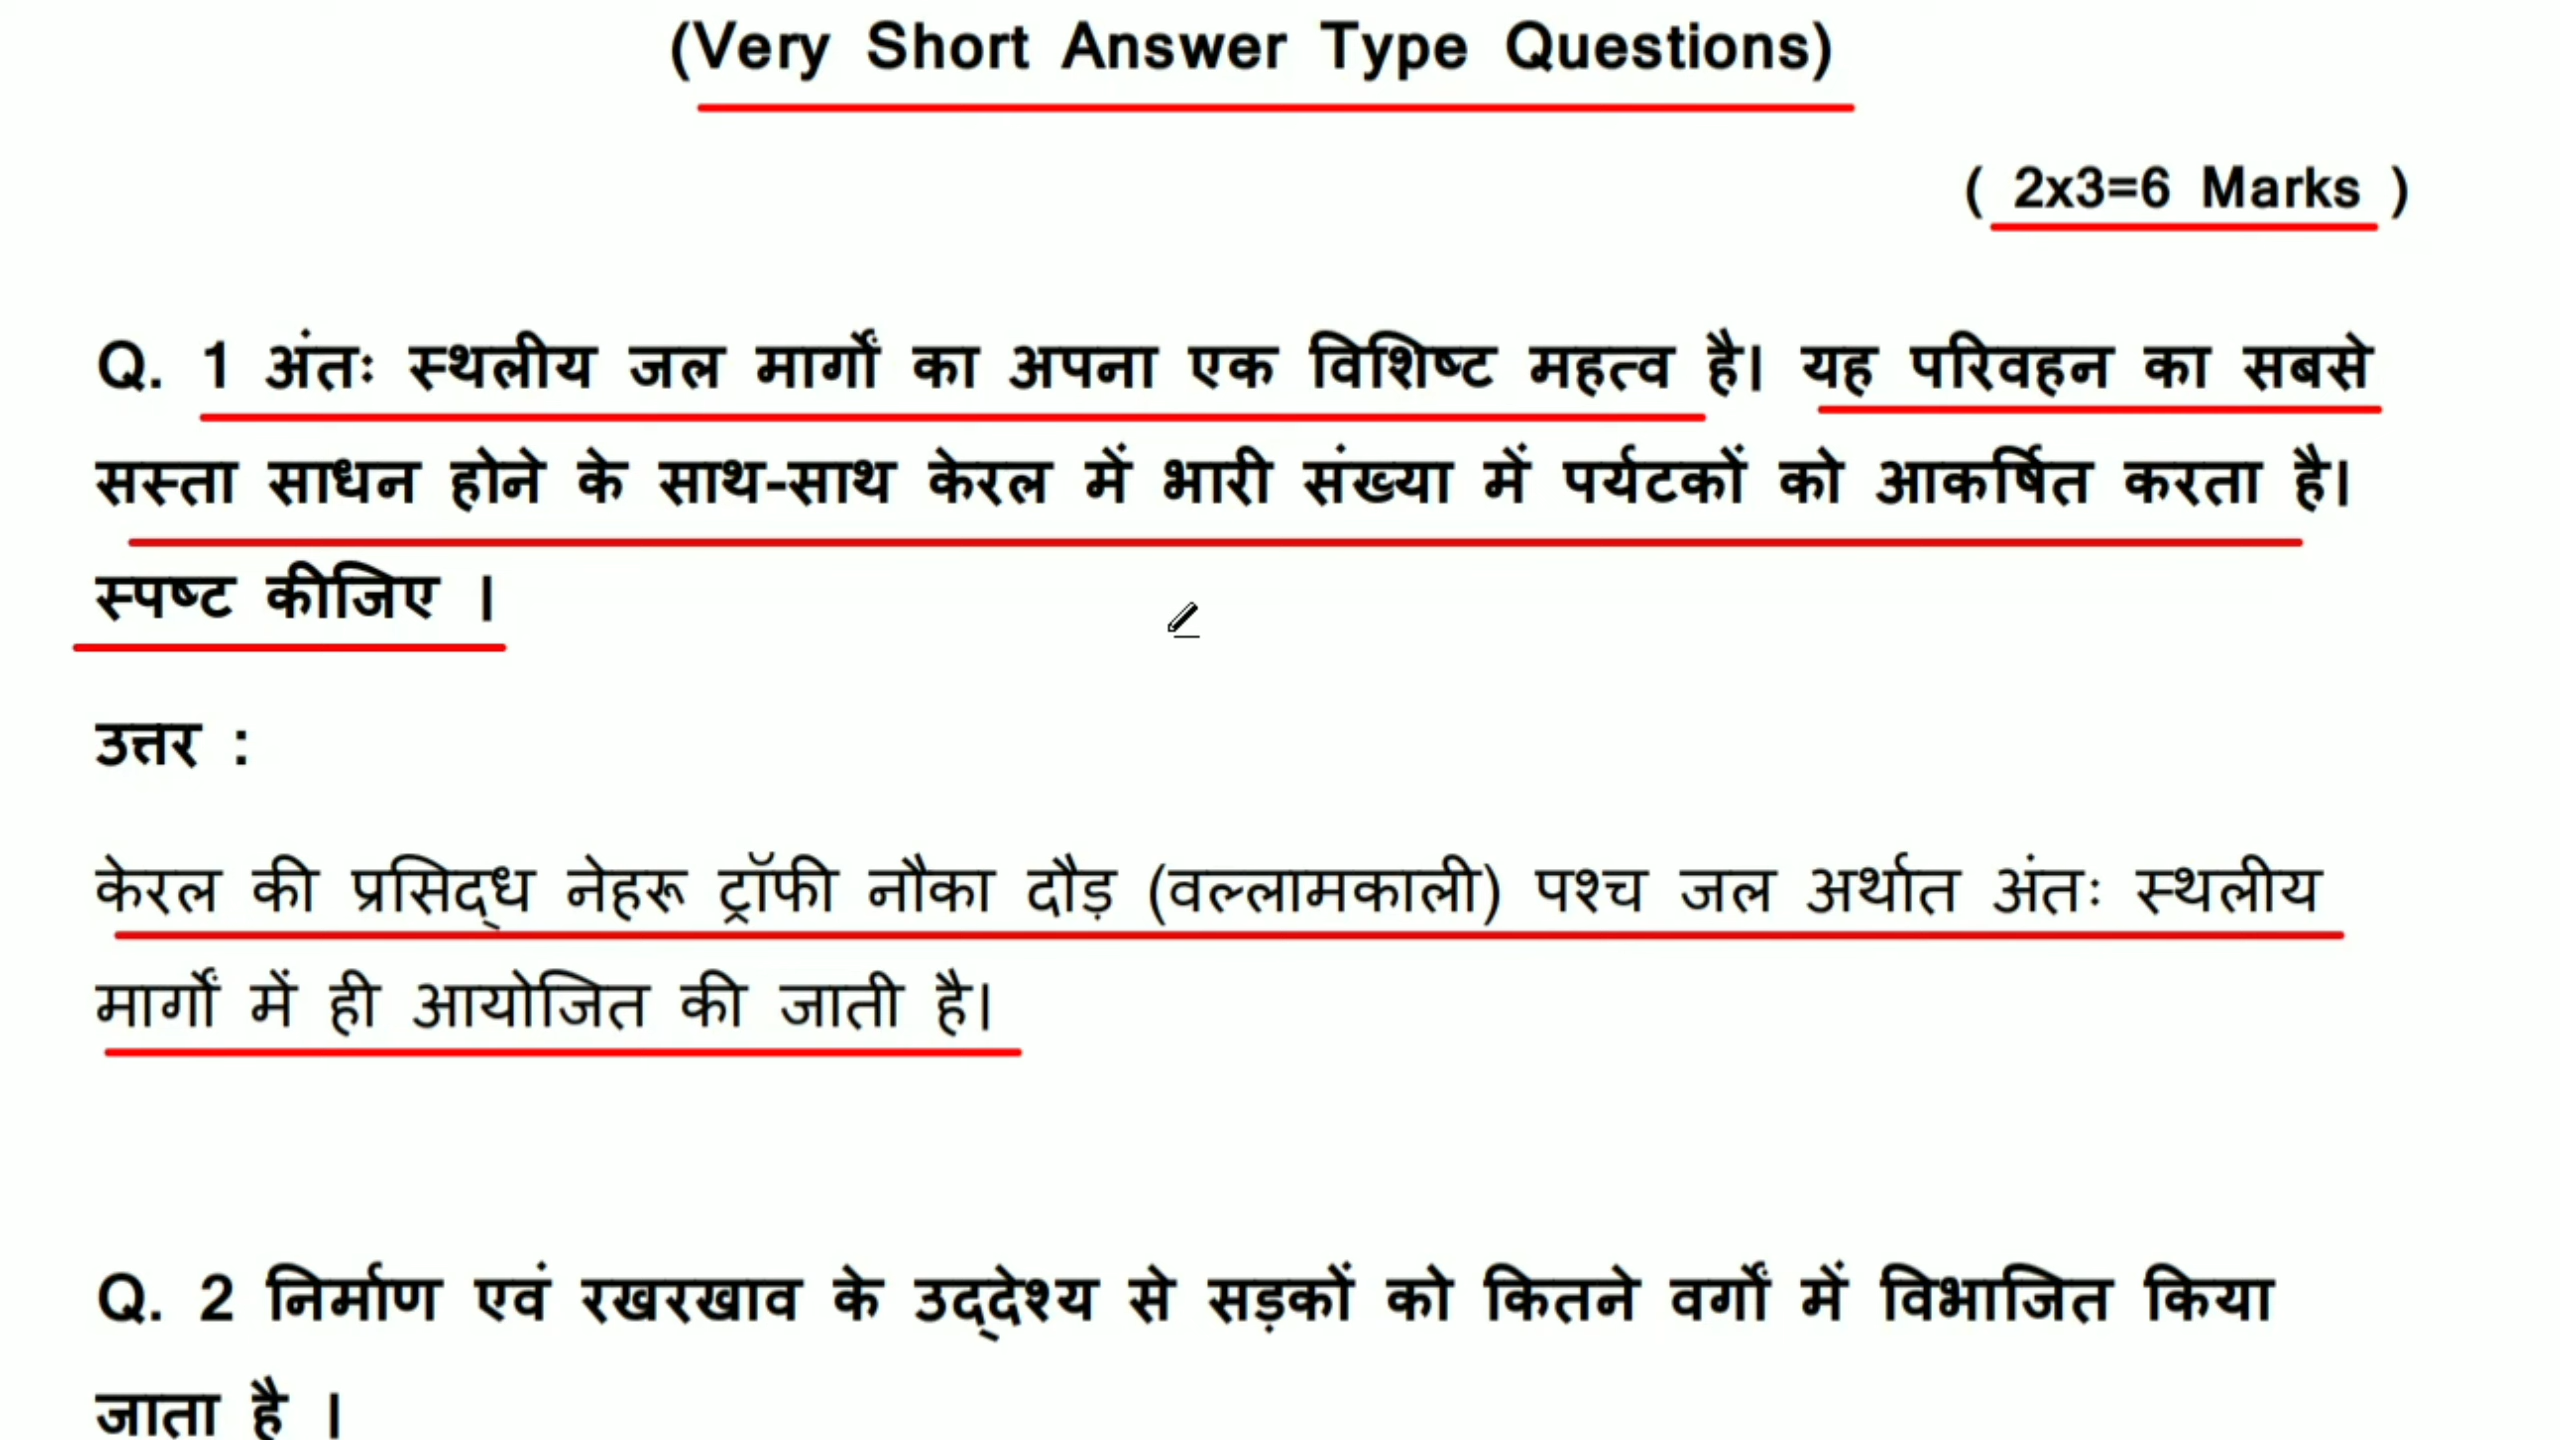 (Very Short Answer Type Questions)
( 2x3=6 Marks )
Q. 1 अंतः स्थलीय जल मार्गों का अपना एक विशिष्ट महत्व है। यह परिवहन का सबसे
सस्ता साधन होने के साथ-साथ केरल में भारी संख्या में पर्यटकों को आकर्षित करता है।
स्पष्ट कीजिए ।
उत्तर :
केरल की प्रसिद्ध नेहरू ट्रॉफी नौका दौड़ (वल्लामकाली) पश्च जल अर्थात अंतः स्थलीय
मार्गों में ही आयोजित की जाती है।
Q. 2 निर्माण एवं रखरखाव के उद्देश्य से सड़कों को कितने वर्गों में विभाजित किया
जाता है ।